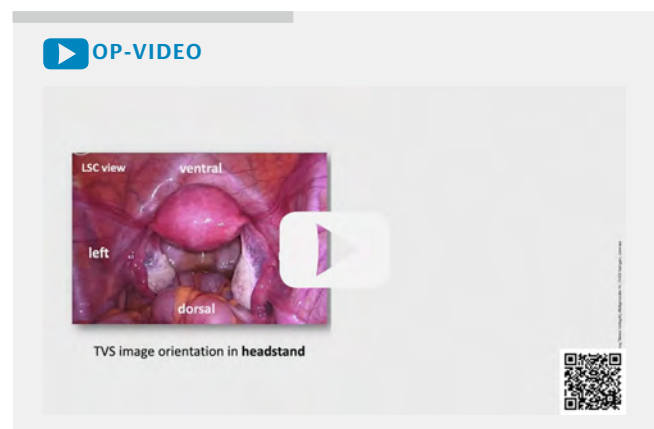 OP-VIDEO
LSC view
ventral
left
dorsal
TVS image orientation in headstand